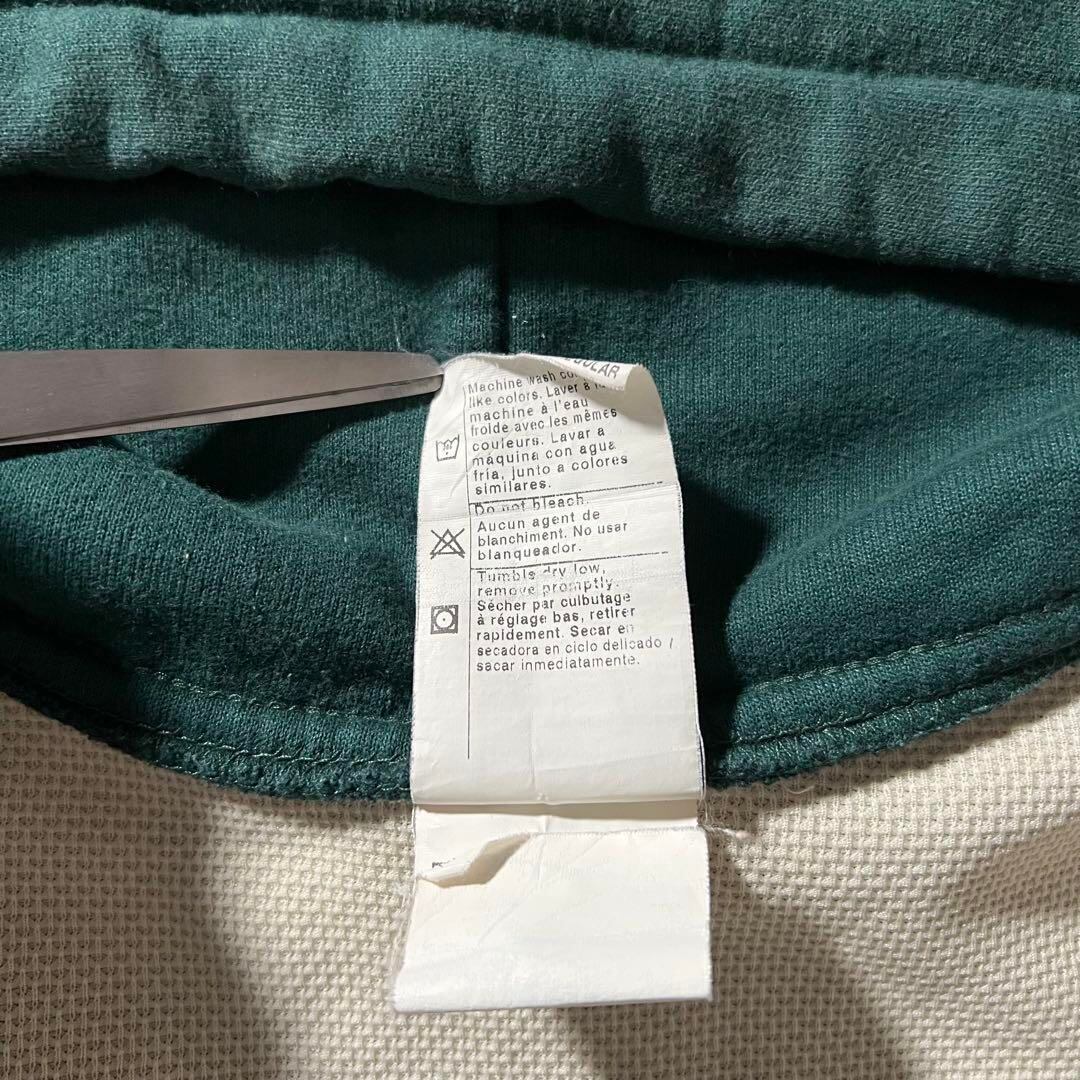 Machine wash
like colors. Laver à
machine à l'eau
froide avec les mêmes
couleurs. Lavar a
máquina con agua
fria, junto a colores
similares.
Do not bleach.
Aucun agent de
blanchiment. No usar
blanqueador.
Tumble dry low,
remove promptly.
Sécher par culbutage
à réglage bas, retirer
rapidement. Secar en
secadora en ciclo delicado /
sacar inmediatamente.